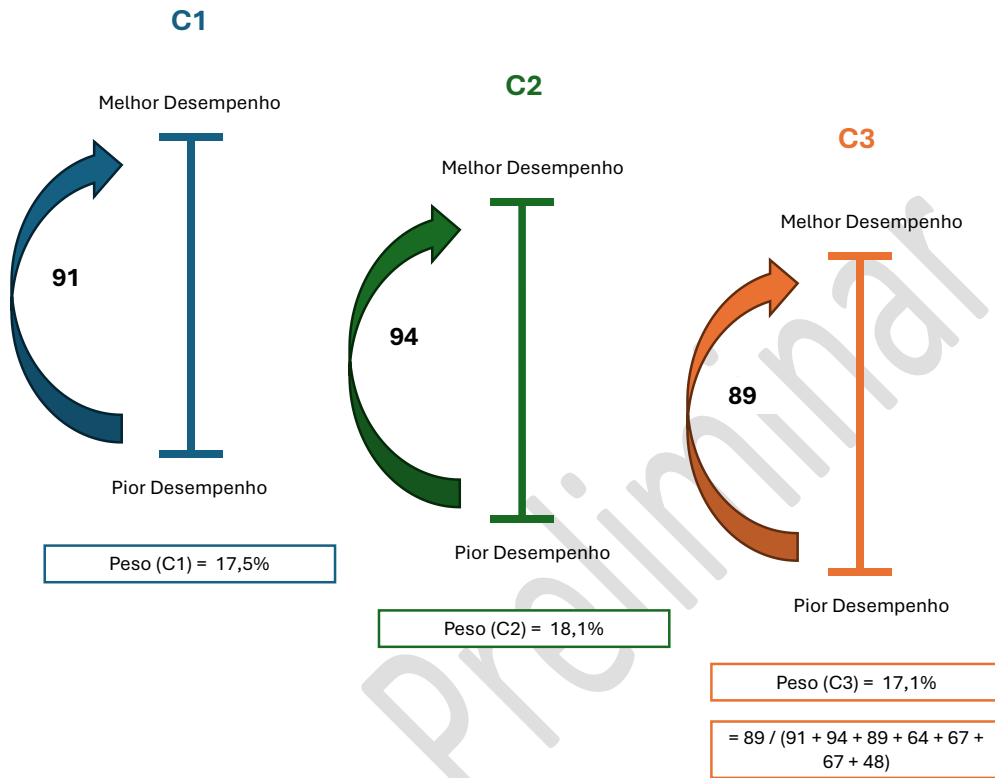 C1
Melhor Desempenho
91
Pior Desempenho
Peso (C1) = 17,5%
C2
Melhor Desempenho
94
Pior Desempenho
Peso (C2) = 18,1%
C3
Melhor Desempenho
89
Pior Desempenho
Peso (C3) = 17,1%
= 89 / (91 + 94 + 89 + 64 + 67 +
67 + 48)
Preliminar